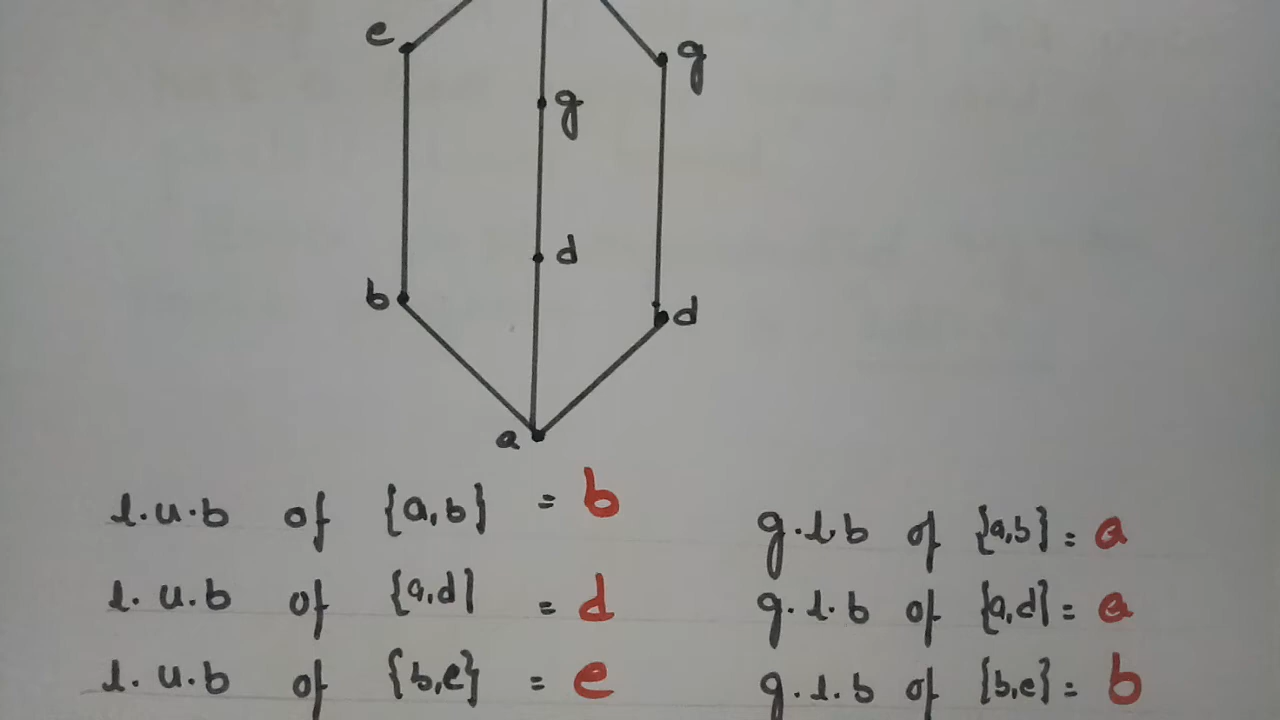 e
g
g
d
b
d
a
l.u.b of {a,b} = b
g.l.b of {a,b} = a
l.u.b of {a,d} = d
g.l.b of {a,d} = a
l.u.b of {b,e} = e
g.l.b of {b,e} = b